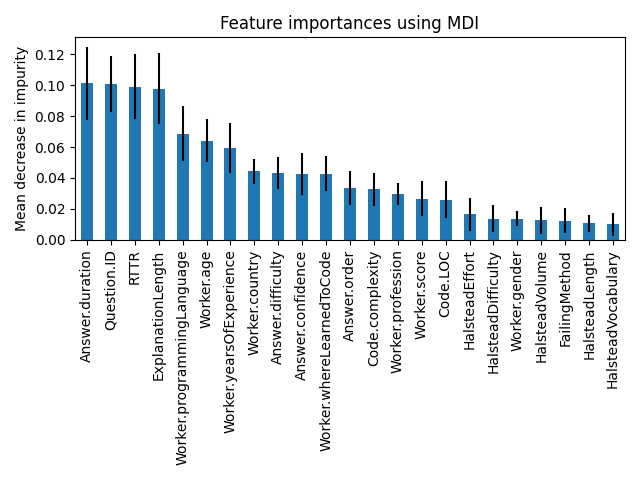 Feature importances using MDI
Mean decrease in impurity
0.12
0.10
0.08
0.06
0.04
0.02
0.00
Answer.duration
Question.ID
RTTR
ExplanationLength
Worker.programmingLanguage
Worker.age
Worker.yearsOfExperience
Worker.country
Answer.difficulty
Answer.confidence
Worker.whereLearnedToCode
Answer.order
Code.complexity
Worker.profession
Worker.score
Code.LOC
HalsteadEffort
HalsteadDifficulty
Worker.gender
HalsteadVolume
FailingMethod
HalsteadLength
HalsteadVocabulary